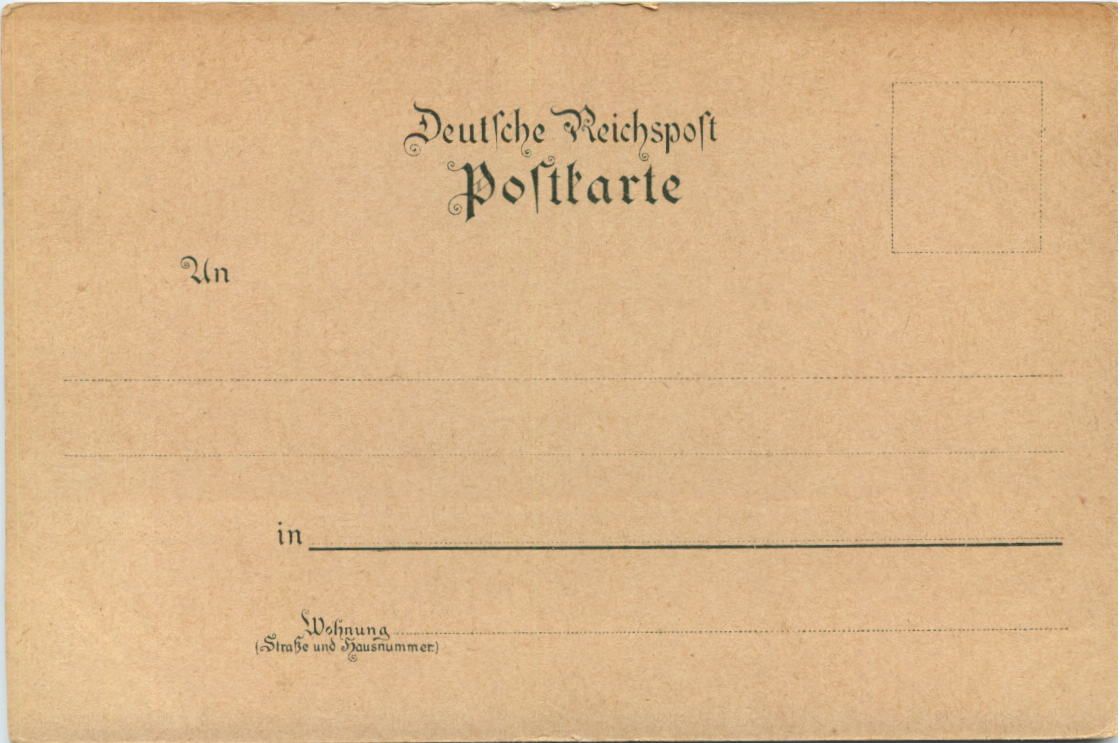 Deutſche Reichspoſt
Poſtkarte
An
in
Wohnung
(Straße und Hausnummer.)